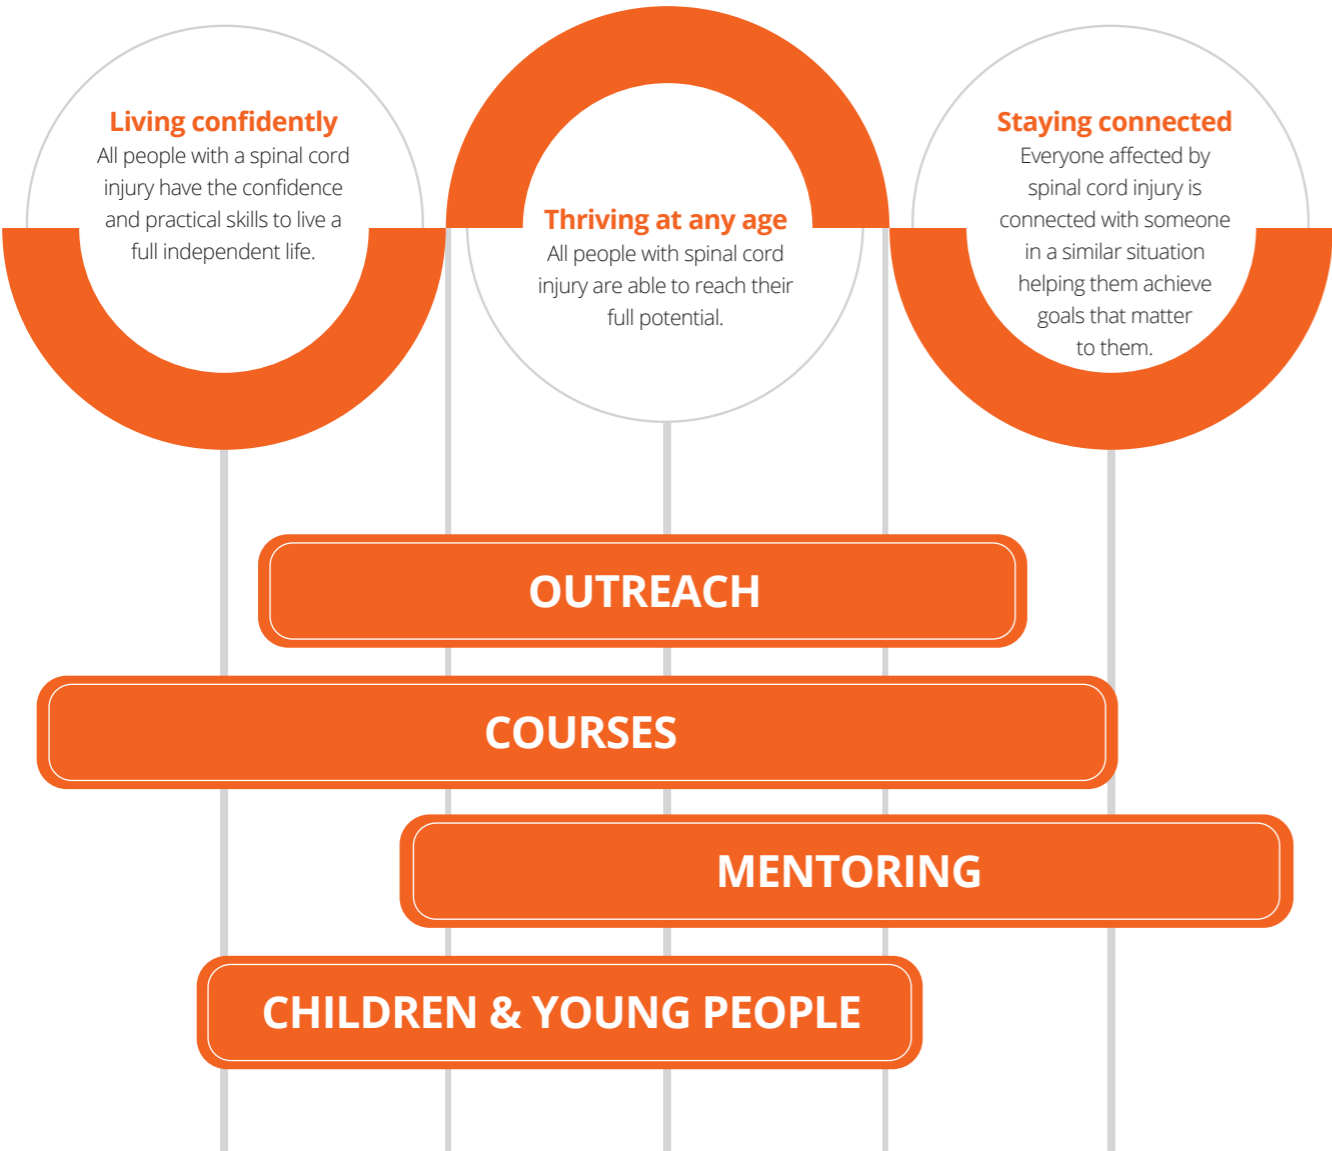 Living confidently
All people with a spinal cord
injury have the confidence
and practical skills to live a
full independent life.
Thriving at any age
All people with spinal cord
injury are able to reach their
full potential.
Staying connected
Everyone affected by
spinal cord injury is
connected with someone
in a similar situation
helping them achieve
goals that matter
to them.
OUTREACH
COURSES
MENTORING
CHILDREN & YOUNG PEOPLE